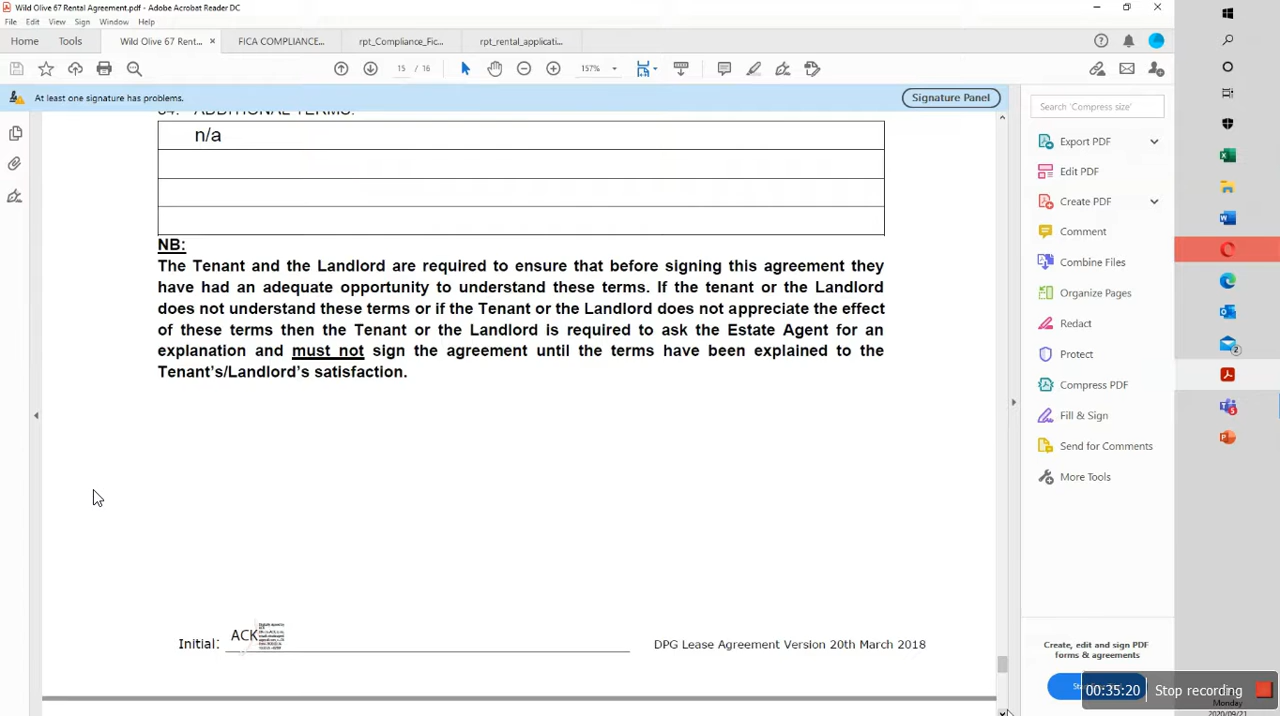 Wild Olive 67 Rental Agreement.pdf - Adobe Acrobat Reader DC
File Edit View Sign Window Help
Home Tools Wild Olive 67 Rent... × FICA COMPLIANCE... rpt_Compliance_Fic... rpt_rental_applicati...
15 / 16 157%
At least one signature has problems. Signature Panel
ADDITIONAL TERMS:
n/a
NB:
The Tenant and the Landlord are required to ensure that before signing this agreement they
have had an adequate opportunity to understand these terms. If the tenant or the Landlord
does not understand these terms or if the Tenant or the Landlord does not appreciate the effect
of these terms then the Tenant or the Landlord is required to ask the Estate Agent for an
explanation and must not sign the agreement until the terms have been explained to the
Tenant's/Landlord's satisfaction.
Initial: ACK
DPG Lease Agreement Version 20th March 2018
Search 'Compress size'
Export PDF
Edit PDF
Create PDF
Comment
Combine Files
Organize Pages
Redact
Protect
Compress PDF
Fill & Sign
Send for Comments
More Tools
Create, edit and sign PDF
forms & agreements
00:35:20 Stop recording
Monday
2020/09/21